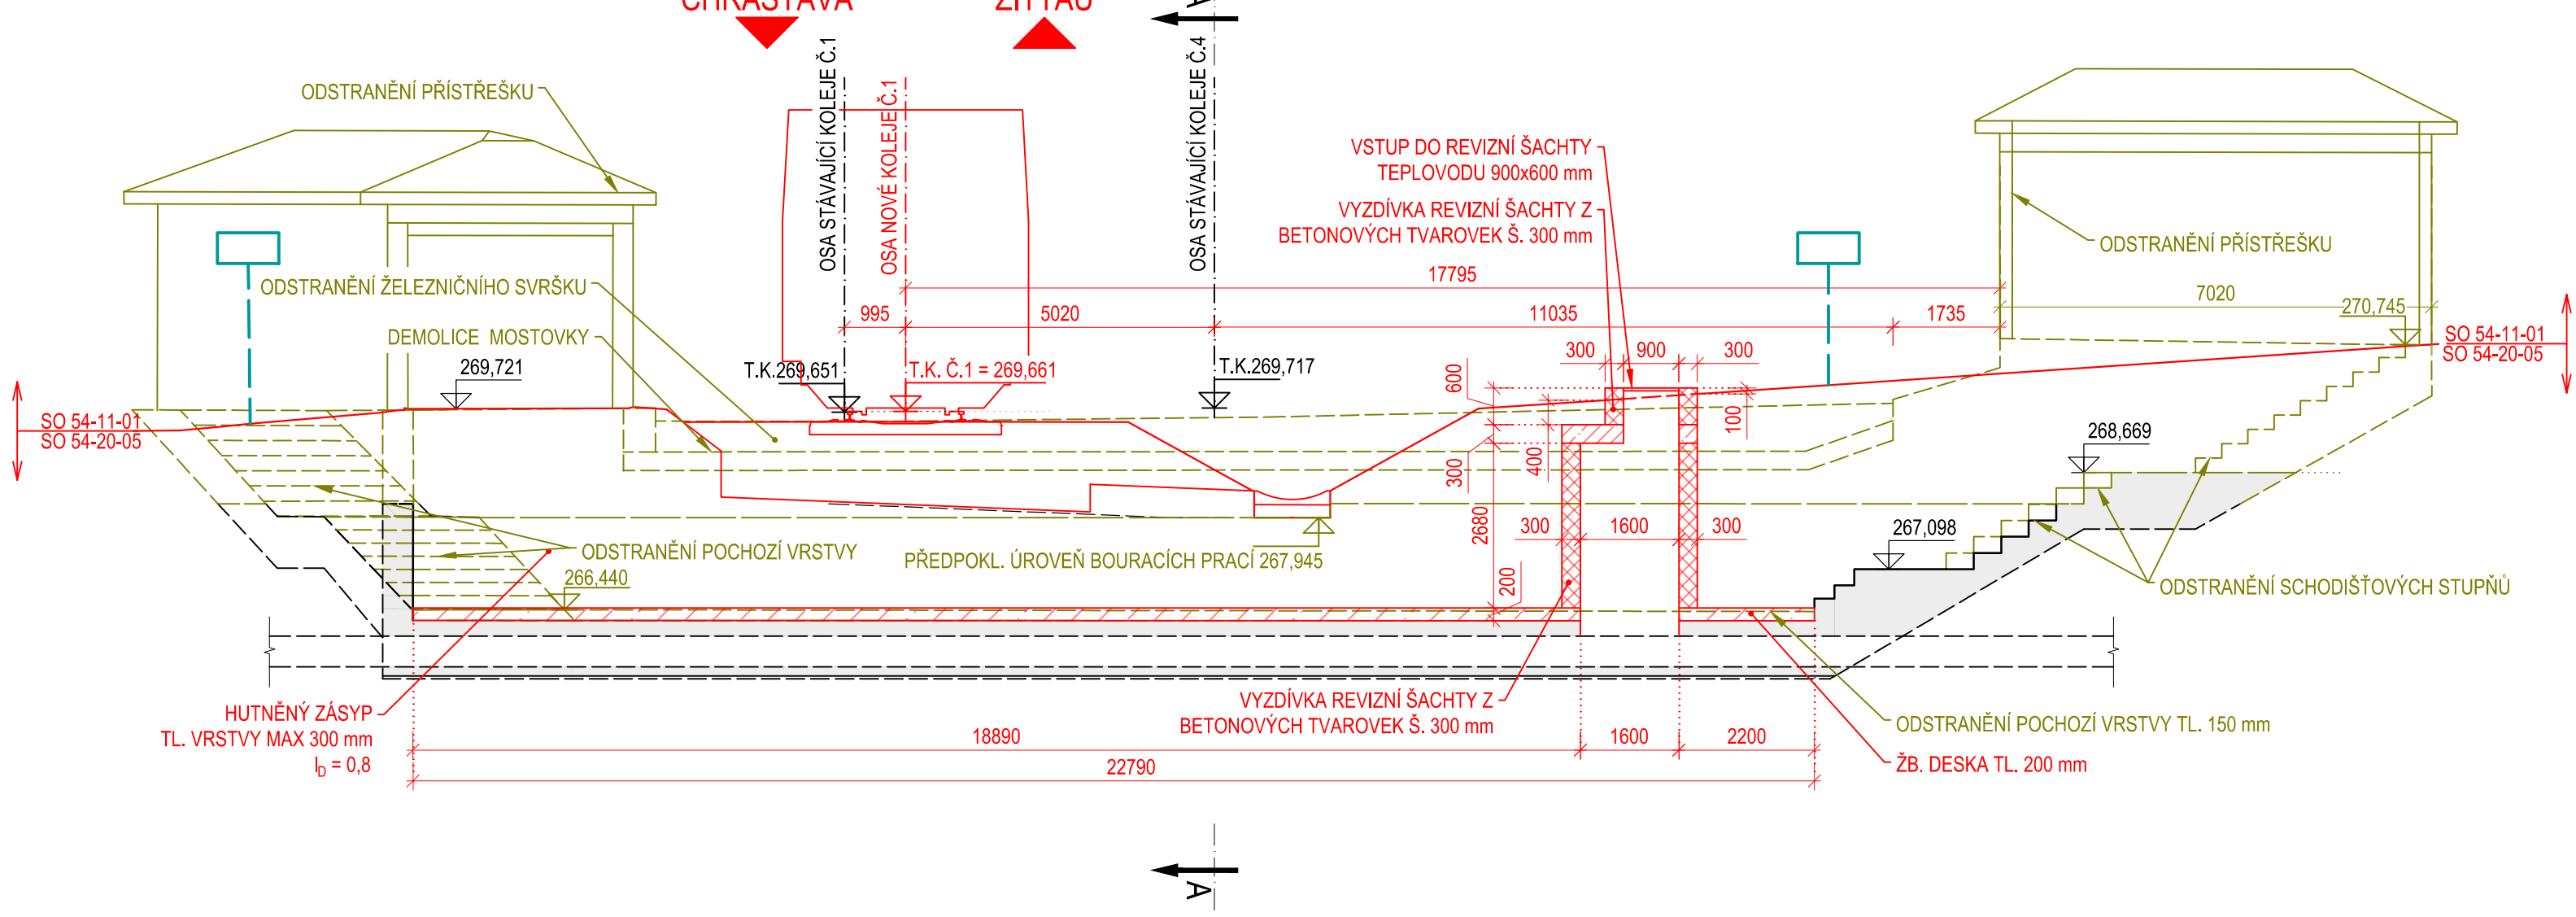 CHRASTAVA
ZITTAU
A
ODSTRANĚNÍ PŘÍSTŘEŠKU
OSA STÁVAJÍCÍ KOLEJE Č.1
OSA NOVÉ KOLEJE Č.1
OSA STÁVAJÍCÍ KOLEJE Č.4
VSTUP DO REVIZNÍ ŠACHTY
TEPLOVODU 900x600 mm
VYZDÍVKA REVIZNÍ ŠACHTY Z
BETONOVÝCH TVAROVEK Š. 300 mm
ODSTRANĚNÍ PŘÍSTŘEŠKU
17795
ODSTRANĚNÍ ŽELEZNIČNÍHO SVRŠKU
7020
270,745
995
5020
11035
1735
DEMOLICE MOSTOVKY
SO 54-11-01
SO 54-20-05
269,721
T.K.269,651
T.K. Č.1 = 269,661
T.K.269,717
300
900
300
600
100
SO 54-11-01
SO 54-20-05
300
400
268,669
2680
300
1600
300
267,098
ODSTRANĚNÍ POCHOZÍ VRSTVY
PŘEDPOKL. ÚROVEŇ BOURACÍCH PRACÍ 267,945
266,440
200
ODSTRANĚNÍ SCHODIŠŤOVÝCH STUPŇŮ
HUTNĚNÝ ZÁSYP
TL. VRSTVY MAX 300 mm
ID = 0,8
VYZDÍVKA REVIZNÍ ŠACHTY Z
BETONOVÝCH TVAROVEK Š. 300 mm
ODSTRANĚNÍ POCHOZÍ VRSTVY TL. 150 mm
18890
1600
2200
ŽB. DESKA TL. 200 mm
22790
A